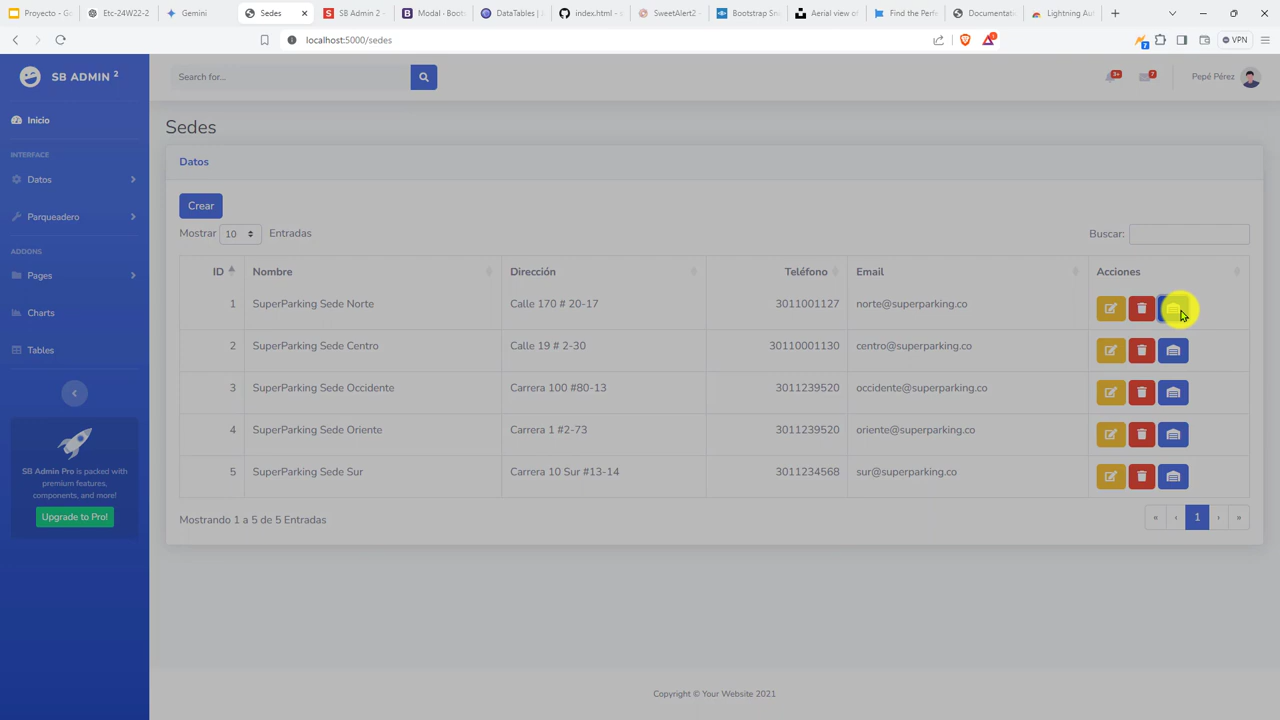 Proyecto - G
Etc-24W22-2
Gemini
Sedes
SB Admin 2 -
Modal · Boots
DataTables |
index.html - x
SweetAlert2 -
Bootstrap Sn
Aerial view of
Find the Perf
Documentati
Lightning Aut
localhost:5000/sedes
7
1
VPN
SB ADMIN 2
Search for...
3+
7
Pepé Pérez
Inicio
INTERFACE
Datos
Parqueadero
ADDONS
Pages
Charts
Tables
SB Admin Pro is packed with
premium features,
components, and more!
Upgrade to Pro!
Sedes
Datos
Crear
Mostrar 10 Entradas
Buscar:
ID Nombre Dirección Teléfono Email Acciones
1 SuperParking Sede Norte Calle 170 # 20-17 3011001127 norte@superparking.co
2 SuperParking Sede Centro Calle 19 # 2-30 30110001130 centro@superparking.co
3 SuperParking Sede Occidente Carrera 100 #80-13 3011239520 occidente@superparking.co
4 SuperParking Sede Oriente Carrera 1 #2-73 3011239520 oriente@superparking.co
5 SuperParking Sede Sur Carrera 10 Sur #13-14 3011234568 sur@superparking.co
Mostrando 1 a 5 de 5 Entradas
« ‹ 1 › »
Copyright © Your Website 2021